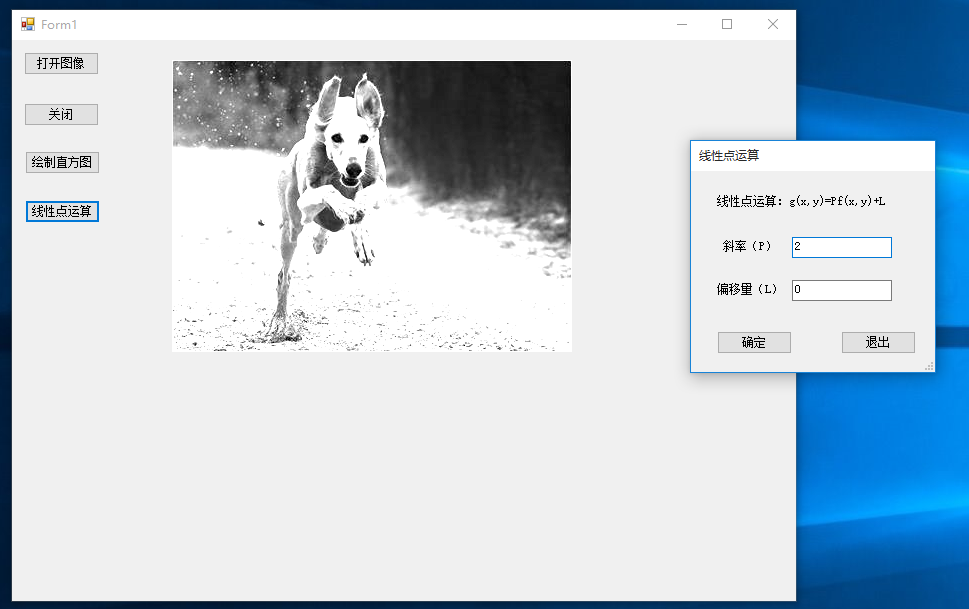 Form1
打开图像
关闭
绘制直方图
线性点运算
线性点运算
线性点运算: g(x,y)=Pf(x,y)+L
斜率（P） 2
偏移量（L） 0
确定 退出